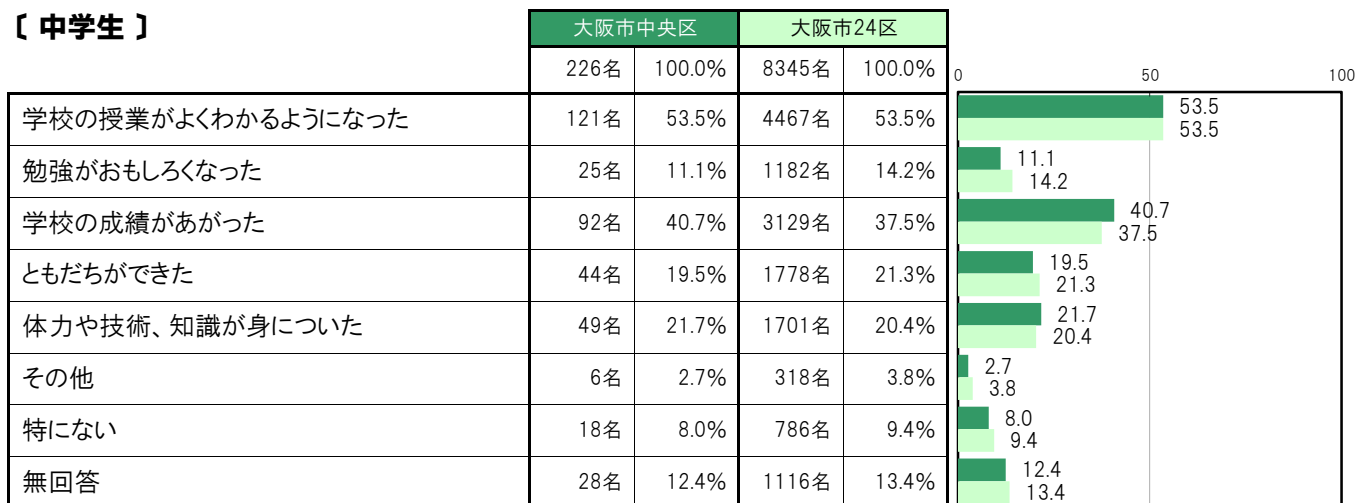 〔 中学生 〕
大阪市中央区 大阪市24区
226名 100.0% 8345名 100.0%
0 50 100
学校の授業がよくわかるようになった 121名 53.5% 4467名 53.5% 53.5
53.5
勉強がおもしろくなった 25名 11.1% 1182名 14.2% 11.1
14.2
学校の成績があがった 92名 40.7% 3129名 37.5% 40.7
37.5
ともだちができた 44名 19.5% 1778名 21.3% 19.5
21.3
体力や技術、知識が身についた 49名 21.7% 1701名 20.4% 21.7
20.4
その他 6名 2.7% 318名 3.8% 2.7
3.8
特にない 18名 8.0% 786名 9.4% 8.0
9.4
無回答 28名 12.4% 1116名 13.4% 12.4
13.4